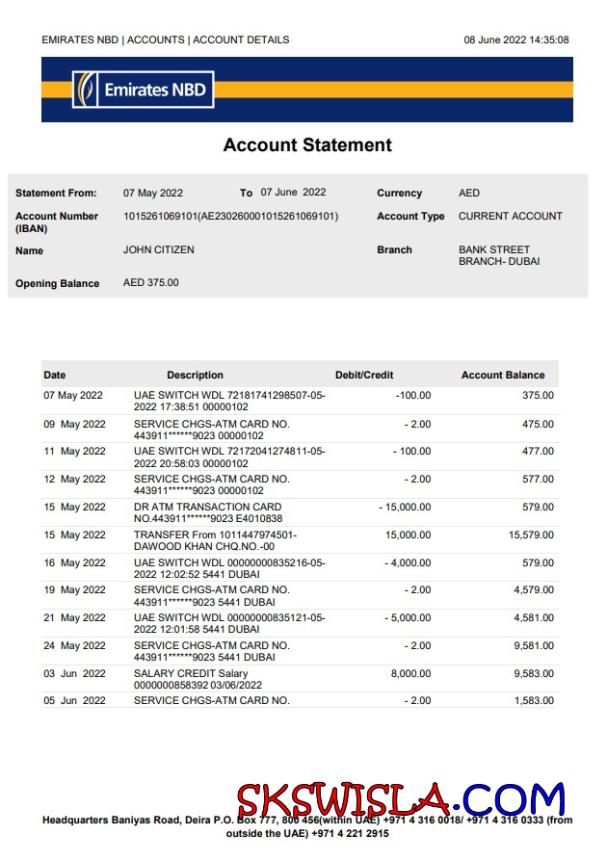 EMIRATES NBD | ACCOUNTS | ACCOUNT DETAILS 08 June 2022 14:35:08
Emirates NBD
Account Statement
Statement From: 07 May 2022 To 07 June 2022 Currency AED
Account Number 1015261069101(AE230260001015261069101) Account Type CURRENT ACCOUNT
(IBAN)
Name JOHN CITIZEN Branch BANK STREET
BRANCH- DUBAI
Opening Balance AED 375.00
Date Description Debit/Credit Account Balance
07 May 2022 UAE SWITCH WDL 72181741298507-05- -100.00 375.00
2022 17:38:51 00000102
09 May 2022 SERVICE CHGS-ATM CARD NO. - 2.00 475.00
443911******9023 00000102
11 May 2022 UAE SWITCH WDL 72172041274811-05- - 100.00 477.00
2022 20:58:03 00000102
12 May 2022 SERVICE CHGS-ATM CARD NO. - 2.00 577.00
443911******9023 00000102
15 May 2022 DR ATM TRANSACTION CARD - 15,000.00 579.00
NO.443911******9023 E4010838
15 May 2022 TRANSFER From 1011447974501- 15,000.00 15,579.00
DAWOOD KHAN CHQ.NO.-00
16 May 2022 UAE SWITCH WDL 00000000835216-05- - 4,000.00 579.00
2022 12:02:52 5441 DUBAI
19 May 2022 SERVICE CHGS-ATM CARD NO. - 2.00 4,579.00
443911******9023 5441 DUBAI
21 May 2022 UAE SWITCH WDL 00000000835121-05- - 5,000.00 4,581.00
2022 12:01:58 5441 DUBAI
24 May 2022 SERVICE CHGS-ATM CARD NO. - 2.00 9,581.00
443911******9023 5441 DUBAI
03 Jun 2022 SALARY CREDIT Salary 8,000.00 9,583.00
0000000858392 03/06/2022
05 Jun 2022 SERVICE CHGS-ATM CARD NO. - 2.00 1,583.00
SKSWISLA.COM
Headquarters Baniyas Road, Deira P.O. Box 777, 800 456(within UAE) +971 4 316 0018/ +971 4 316 0333 (from
outside the UAE) +971 4 221 2915